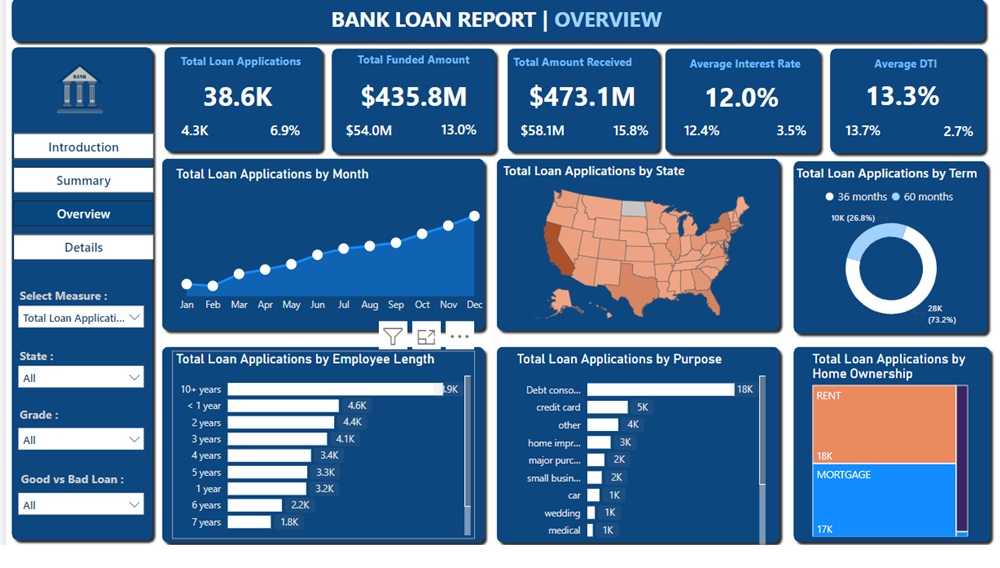 BANK LOAN REPORT | OVERVIEW
BANK
Introduction
Summary
Overview
Details
Select Measure :
Total Loan Applicati...
State :
All
Grade :
All
Good vs Bad Loan :
All
Total Loan Applications
38.6K
4.3K 6.9%
Total Funded Amount
$435.8M
$54.0M 13.0%
Total Amount Received
$473.1M
$58.1M 15.8%
Average Interest Rate
12.0%
12.4% 3.5%
Average DTI
13.3%
13.7% 2.7%
Total Loan Applications by Month
Jan Feb Mar Apr May Jun Jul Aug Sep Oct Nov Dec
Total Loan Applications by State
Total Loan Applications by Term
36 months 60 months
10K (26.8%)
28K
(73.2%)
Total Loan Applications by Employee Length
10+ years .9K
< 1 year 4.6K
2 years 4.4K
3 years 4.1K
4 years 3.4K
5 years 3.3K
1 year 3.2K
6 years 2.2K
7 years 1.8K
Total Loan Applications by Purpose
Debt conso... 18K
credit card 5K
other 4K
home impr... 3K
major purc... 2K
small busin... 2K
car 1K
wedding 1K
medical 1K
Total Loan Applications by
Home Ownership
RENT
18K
MORTGAGE
17K